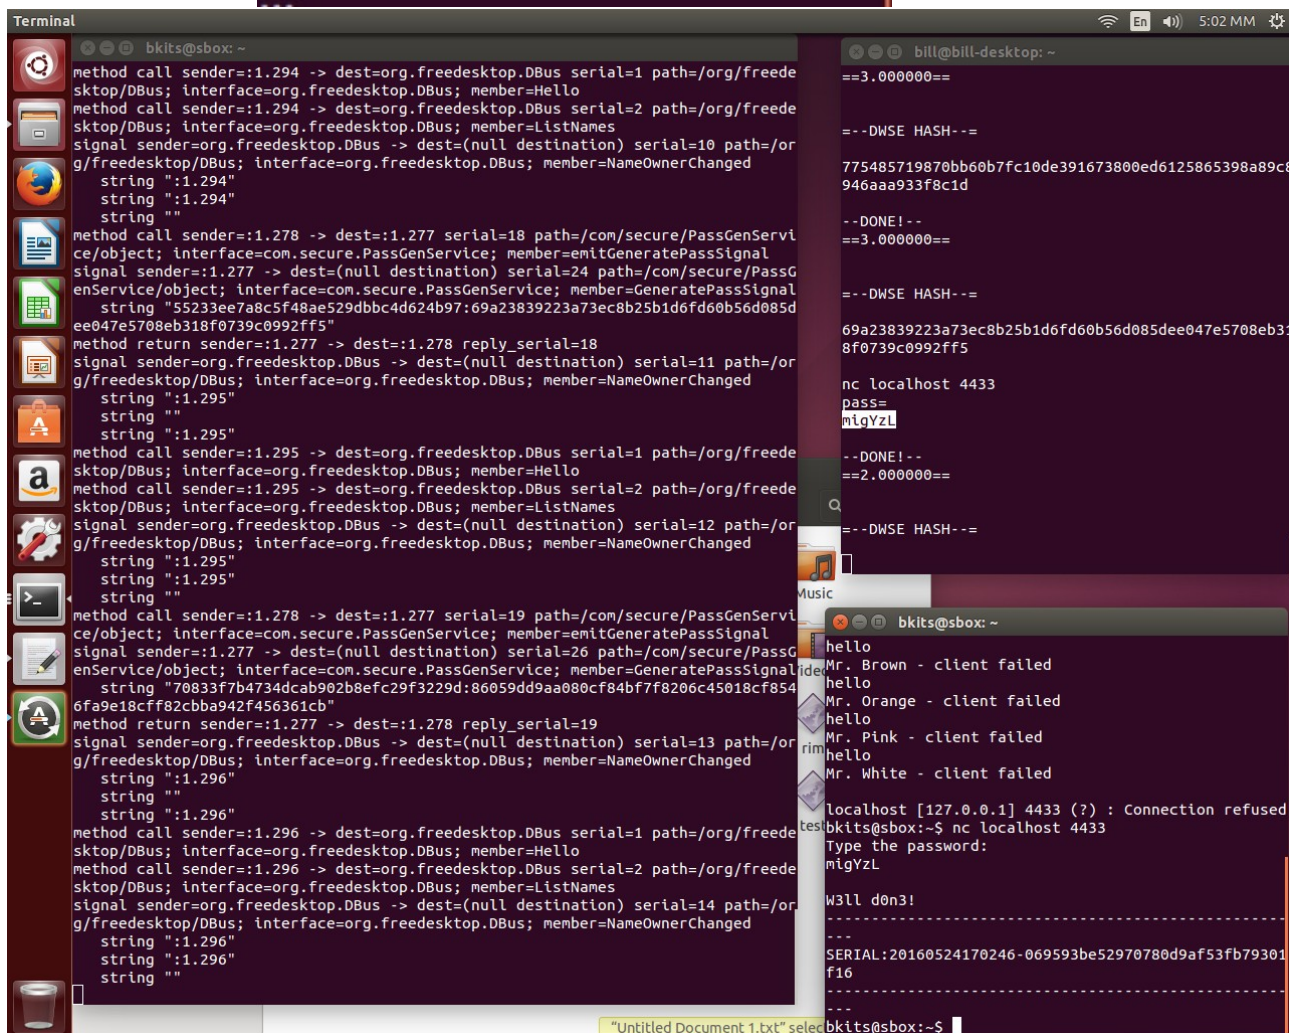 Terminal
En
5:02 MM
bkits@sbox: ~
method call sender=:1.294 -> dest=org.freedesktop.DBus serial=1 path=/org/freede
sktop/DBus; interface=org.freedesktop.DBus; member=Hello
method call sender=:1.294 -> dest=org.freedesktop.DBus serial=2 path=/org/freede
sktop/DBus; interface=org.freedesktop.DBus; member=ListNames
signal sender=org.freedesktop.DBus -> dest=(null destination) serial=10 path=/or
g/freedesktop/DBus; interface=org.freedesktop.DBus; member=NameOwnerChanged
string ":1.294"
string ":1.294"
string ""
method call sender=:1.278 -> dest=:1.277 serial=18 path=/com/secure/PassGenServi
ce/object; interface=com.secure.PassGenService; member=emitGeneratePassSignal
signal sender=:1.277 -> dest=(null destination) serial=24 path=/com/secure/PassG
enService/object; interface=com.secure.PassGenService; member=GeneratePassSignal
string "55233ee7a8c5f48ae529dbbc4d624b97:69a23839223a73ec8b25b1d6fd60b56d085d
ee047e5708eb318f0739c0992ff5"
method return sender=:1.277 -> dest=:1.278 reply_serial=18
signal sender=org.freedesktop.DBus -> dest=(null destination) serial=11 path=/or
g/freedesktop/DBus; interface=org.freedesktop.DBus; member=NameOwnerChanged
string ":1.295"
string ""
string ":1.295"
method call sender=:1.295 -> dest=org.freedesktop.DBus serial=1 path=/org/freede
sktop/DBus; interface=org.freedesktop.DBus; member=Hello
method call sender=:1.295 -> dest=org.freedesktop.DBus serial=2 path=/org/freede
sktop/DBus; interface=org.freedesktop.DBus; member=ListNames
signal sender=org.freedesktop.DBus -> dest=(null destination) serial=12 path=/or
g/freedesktop/DBus; interface=org.freedesktop.DBus; member=NameOwnerChanged
string ":1.295"
string ":1.295"
string ""
method call sender=:1.278 -> dest=:1.277 serial=19 path=/com/secure/PassGenServi
ce/object; interface=com.secure.PassGenService; member=emitGeneratePassSignal
signal sender=:1.277 -> dest=(null destination) serial=26 path=/com/secure/PassG
enService/object; interface=com.secure.PassGenService; member=GeneratePassSignal
string "70833f7b4734dcab902b8efc29f3229d:86059dd9aa080cf84bf7f8206c45018cf854
6fa9e18cff82cbba942f456361cb"
method return sender=:1.277 -> dest=:1.278 reply_serial=19
signal sender=org.freedesktop.DBus -> dest=(null destination) serial=13 path=/or
g/freedesktop/DBus; interface=org.freedesktop.DBus; member=NameOwnerChanged
string ":1.296"
string ""
string ":1.296"
method call sender=:1.296 -> dest=org.freedesktop.DBus serial=1 path=/org/freede
sktop/DBus; interface=org.freedesktop.DBus; member=Hello
method call sender=:1.296 -> dest=org.freedesktop.DBus serial=2 path=/org/freede
sktop/DBus; interface=org.freedesktop.DBus; member=ListNames
signal sender=org.freedesktop.DBus -> dest=(null destination) serial=14 path=/or
g/freedesktop/DBus; interface=org.freedesktop.DBus; member=NameOwnerChanged
string ":1.296"
string ":1.296"
string ""
bill@bill-desktop: ~
==3.000000==
=--DWSE HASH--=
775485719870bb60b7fc10de391673800ed6125865398a89c8
946aaa933f8c1d
--DONE!--
==3.000000==
=--DWSE HASH--=
69a23839223a73ec8b25b1d6fd60b56d085dee047e5708eb31
8f0739c0992ff5
nc localhost 4433
pass=
migYzL
--DONE!--
==2.000000==
=--DWSE HASH--=
Music
ideo
rim
test
bkits@sbox: ~
hello
Mr. Brown - client failed
hello
Mr. Orange - client failed
hello
Mr. Pink - client failed
hello
Mr. White - client failed
localhost [127.0.0.1] 4433 (?) : Connection refused
bkits@sbox:~$ nc localhost 4433
Type the password:
migYzL
W3ll d0n3!
---------------------------------------------------
---
SERIAL:20160524170246-069593be52970780d9af53fb79301
f16
---------------------------------------------------
---
bkits@sbox:~$
"Untitled Document 1.txt" selec